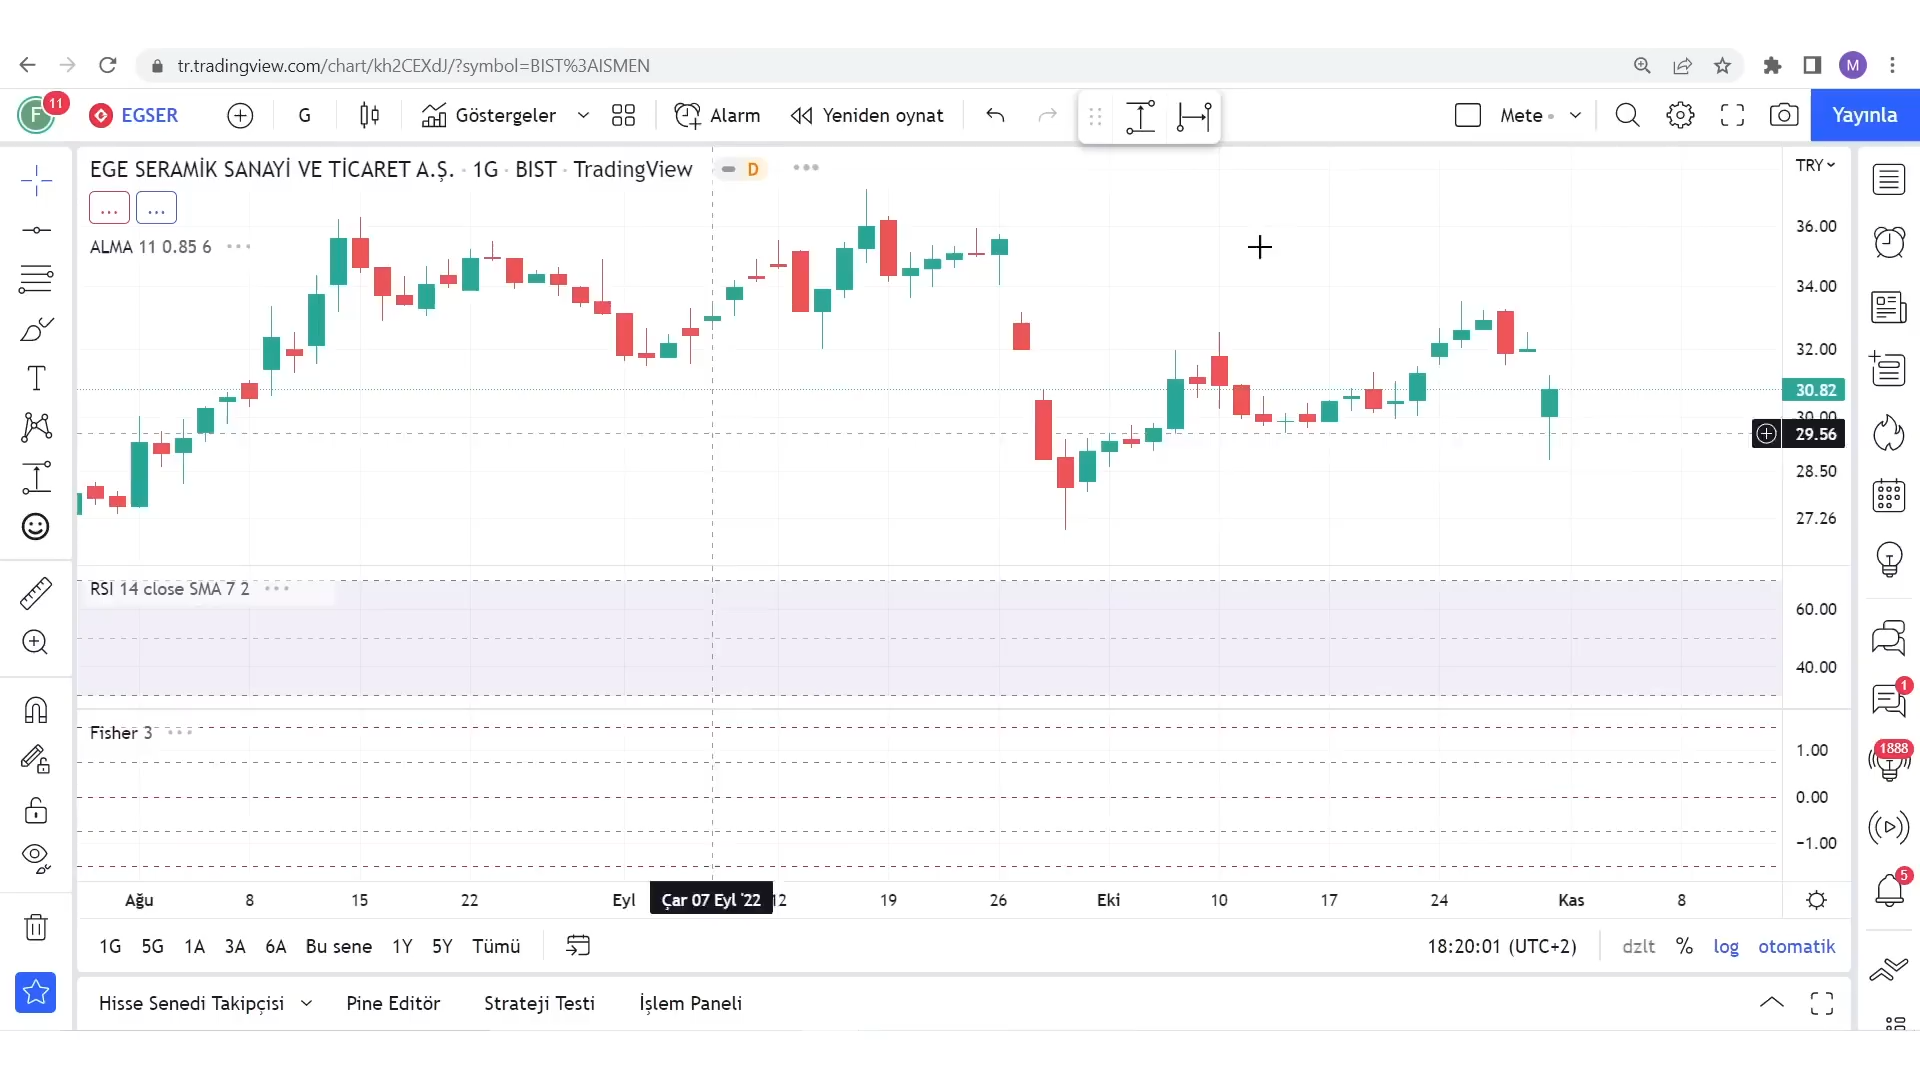 tr.tradingview.com/chart/kh2CEXdJ/?symbol=BIST%3AISMEN
M
F 11 EGSER G Göstergeler Alarm Yeniden oynat Mete Yayınla
EGE SERAMİK SANAYİ VE TİCARET A.Ş. · 1G · BIST · TradingView D
TRY
ALMA 11 0.85 6
36.00
34.00
32.00
30.82
30.00
29.56
28.50
27.26
RSI 14 close SMA 7 2
60.00
40.00
Fisher 3
1.00
0.00
−1.00
1
1888
5
Ağu 8 15 22 Eyl Çar 07 Eyl '22 12 19 26 Eki 10 17 24 Kas 8
1G 5G 1A 3A 6A Bu sene 1Y 5Y Tümü 18:20:01 (UTC+2) dzlt % log otomatik
Hisse Senedi Takipçisi Pine Editör Strateji Testi İşlem Paneli